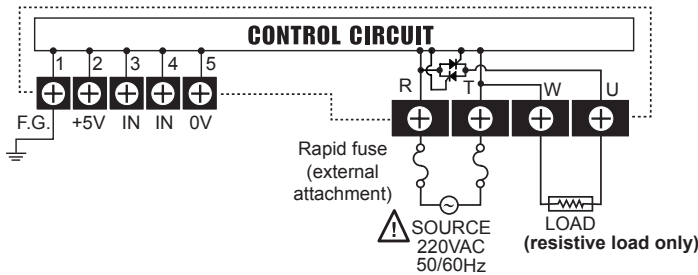 CONTROL CIRCUIT
1 2 3 4 5
R T W U
F.G. +5V IN IN 0V
Rapid fuse
(external
attachment)
SOURCE
220VAC
50/60Hz
LOAD
(resistive load only)